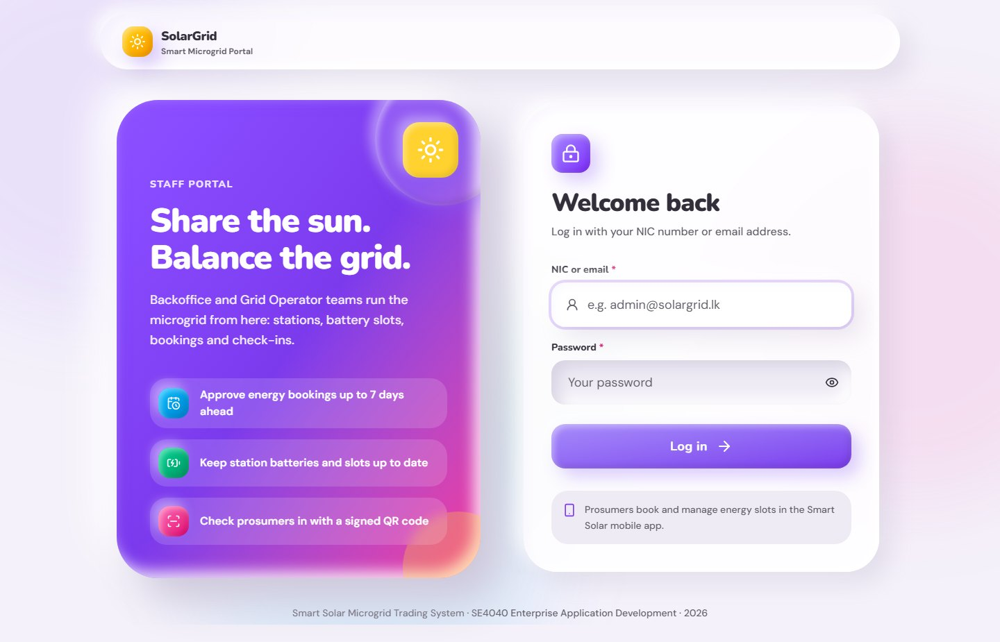 SolarGrid
Smart Microgrid Portal
STAFF PORTAL
Share the sun.
Balance the grid.
Backoffice and Grid Operator teams run the
microgrid from here: stations, battery slots,
bookings and check-ins.
Approve energy bookings up to 7 days
ahead
Keep station batteries and slots up to date
Check prosumers in with a signed QR code
Welcome back
Log in with your NIC number or email address.
NIC or email *
e.g. admin@solargrid.lk
Password *
Your password
Log in
Prosumers book and manage energy slots in the Smart
Solar mobile app.
Smart Solar Microgrid Trading System · SE4040 Enterprise Application Development · 2026